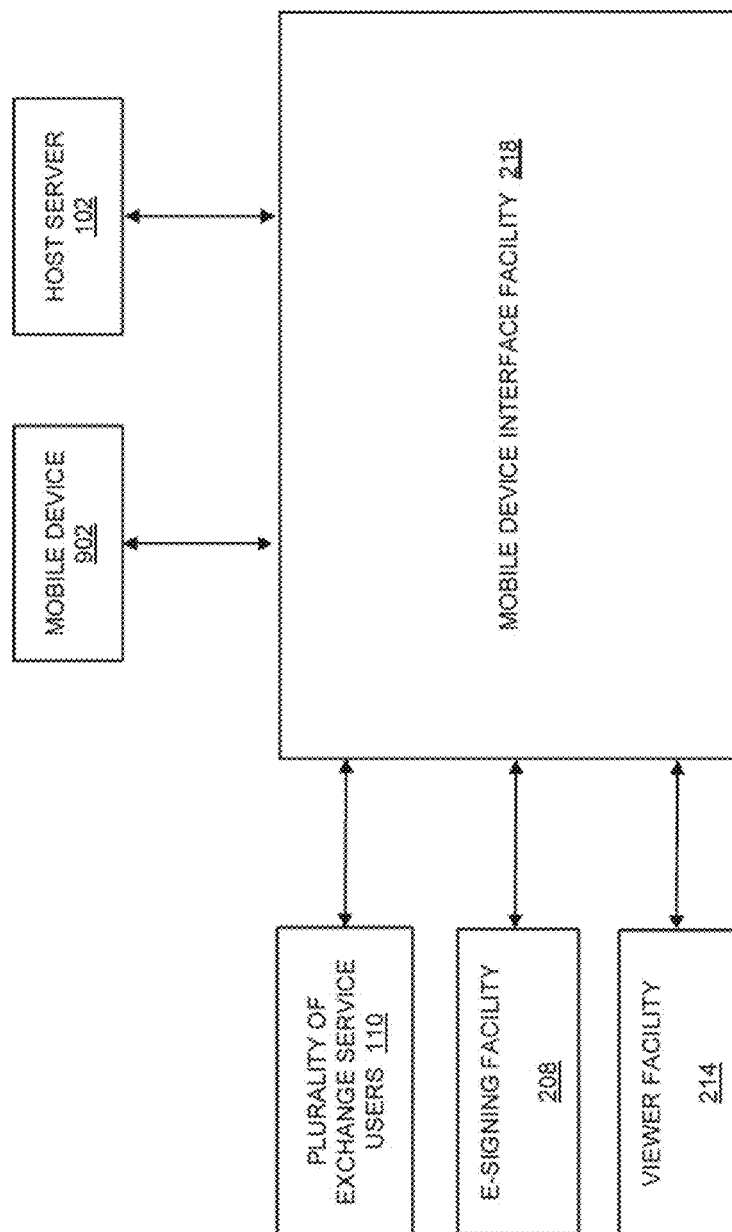 HOST SERVER
102
MOBILE DEVICE
902
MOBILE DEVICE INTERFACE FACILITY 218
PLURALITY OF
EXCHANGE SERVICE
USERS 110
E-SIGNING FACILITY
208
VIEWER FACILITY
214